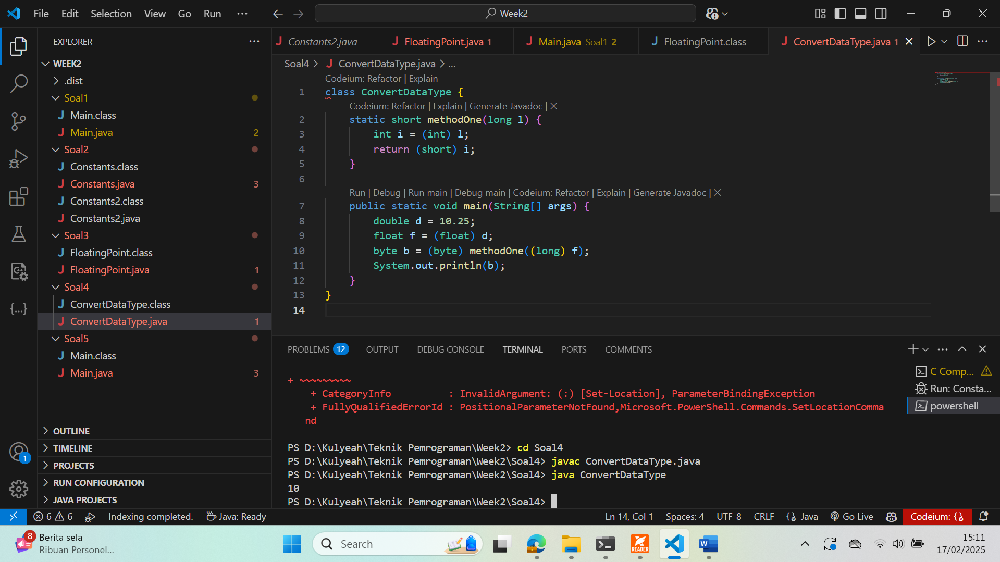 File Edit Selection View Go Run ··· Week2
EXPLORER ···
WEEK2
.dist
Soal1
Main.class
Main.java 2
Soal2
Constants.class
Constants.java 3
Constants2.class
Constants2.java
Soal3
FloatingPoint.class
FloatingPoint.java 1
Soal4
ConvertDataType.class
ConvertDataType.java 1
Soal5
Main.class
Main.java 3
OUTLINE
TIMELINE
PROJECTS
RUN CONFIGURATION
JAVA PROJECTS
1
Constants2.java FloatingPoint.java 1 Main.java Soal1 2 FloatingPoint.class ConvertDataType.java 1
Soal4 > ConvertDataType.java > ...
Codeium: Refactor | Explain
1 class ConvertDataType {
Codeium: Refactor | Explain | Generate Javadoc | ×
2 static short methodOne(long l) {
3 int i = (int) l;
4 return (short) i;
5 }
6
Run | Debug | Run main | Debug main | Codeium: Refactor | Explain | Generate Javadoc | ×
7 public static void main(String[] args) {
8 double d = 10.25;
9 float f = (float) d;
10 byte b = (byte) methodOne((long) f);
11 System.out.println(b);
12 }
13 }
14
PROBLEMS 12 OUTPUT DEBUG CONSOLE TERMINAL PORTS COMMENTS
+ ~~~~~~~~~
+ CategoryInfo : InvalidArgument: (:) [Set-Location], ParameterBindingException
+ FullyQualifiedErrorId : PositionalParameterNotFound,Microsoft.PowerShell.Commands.SetLocationComma
nd
PS D:\Kulyeah\Teknik Pemrograman\Week2> cd Soal4
PS D:\Kulyeah\Teknik Pemrograman\Week2\Soal4> javac ConvertDataType.java
PS D:\Kulyeah\Teknik Pemrograman\Week2\Soal4> java ConvertDataType
10
PS D:\Kulyeah\Teknik Pemrograman\Week2\Soal4>
C Comp...
Run: Consta...
powershell
6 6 Indexing completed. Java: Ready Ln 14, Col 1 Spaces: 4 UTF-8 CRLF {} Java Go Live Codeium: {}
8 Berita sela
Ribuan Personel...
Search
READER
W
15:11
17/02/2025